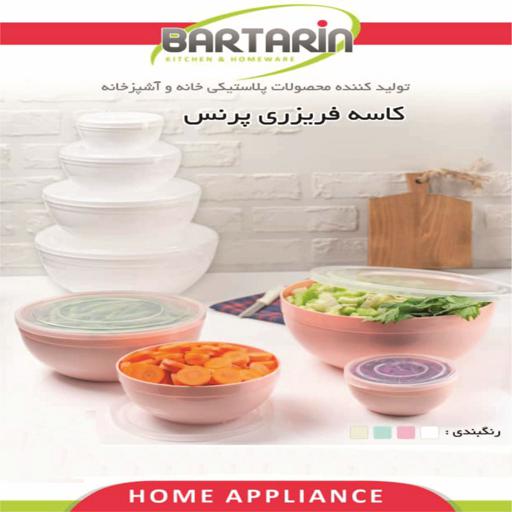 BARTARIN
KITCHEN & HOMEWARE
تولید کننده محصولات پلاستیکی خانه و آشپزخانه
کاسه فریزری پرنس
رنگبندی :
HOME APPLIANCE